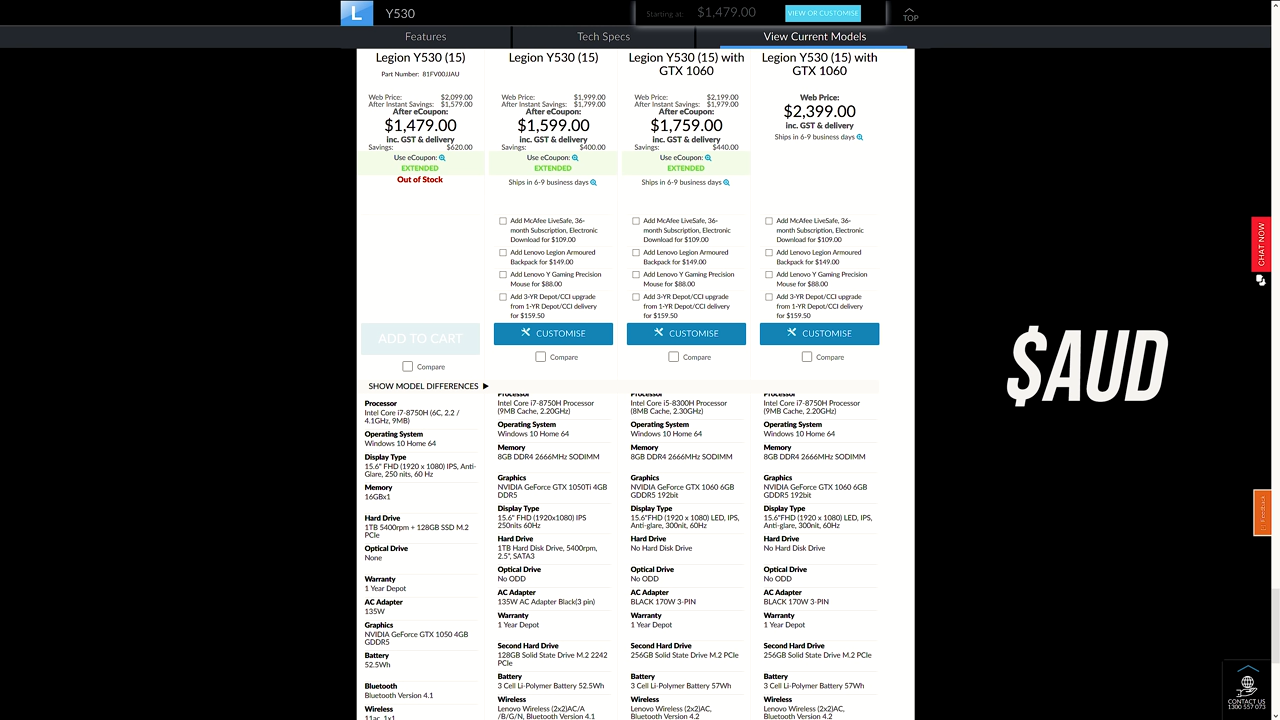 L Y530 Starting at: $1,479.00 VIEW OR CUSTOMISE TOP
Features Tech Specs View Current Models
Legion Y530 (15)
Part Number: 81FV00JJAU
Web Price: $2,099.00
After Instant Savings: $1,579.00
After eCoupon:
$1,479.00
inc. GST & delivery
Savings: $620.00
Use eCoupon:
EXTENDED
Out of Stock
ADD TO CART
Compare
Legion Y530 (15)
Web Price: $1,999.00
After Instant Savings: $1,799.00
After eCoupon:
$1,599.00
inc. GST & delivery
Savings: $400.00
Use eCoupon:
EXTENDED
Ships in 6-9 business days
Add McAfee LiveSafe, 36-
month Subscription, Electronic
Download for $109.00
Add Lenovo Legion Armoured
Backpack for $149.00
Add Lenovo Y Gaming Precision
Mouse for $88.00
Add 3-YR Depot/CCI upgrade
from 1-YR Depot/CCI delivery
for $159.50
CUSTOMISE
Compare
Legion Y530 (15) with
GTX 1060
Web Price: $2,199.00
After Instant Savings: $1,979.00
After eCoupon:
$1,759.00
inc. GST & delivery
Savings: $440.00
Use eCoupon:
EXTENDED
Ships in 6-9 business days
Add McAfee LiveSafe, 36-
month Subscription, Electronic
Download for $109.00
Add Lenovo Legion Armoured
Backpack for $149.00
Add Lenovo Y Gaming Precision
Mouse for $88.00
Add 3-YR Depot/CCI upgrade
from 1-YR Depot/CCI delivery
for $159.50
CUSTOMISE
Compare
Legion Y530 (15) with
GTX 1060
Web Price:
$2,399.00
inc. GST & delivery
Ships in 6-9 business days
Add McAfee LiveSafe, 36-
month Subscription, Electronic
Download for $109.00
Add Lenovo Legion Armoured
Backpack for $149.00
Add Lenovo Y Gaming Precision
Mouse for $88.00
Add 3-YR Depot/CCI upgrade
from 1-YR Depot/CCI delivery
for $159.50
CUSTOMISE
Compare
SHOW MODEL DIFFERENCES
Processor
Intel Core i7-8750H (6C, 2.2 /
4.1GHz, 9MB)
Operating System
Windows 10 Home 64
Display Type
15.6" FHD (1920 x 1080) IPS, Anti-
Glare, 250 nits, 60 Hz
Memory
16GBx1
Hard Drive
1TB 5400rpm + 128GB SSD M.2
PCIe
Optical Drive
None
Warranty
1 Year Depot
AC Adapter
135W
Graphics
NVIDIA GeForce GTX 1050 4GB
GDDR5
Battery
52.5Wh
Bluetooth
Bluetooth Version 4.1
Wireless
11ac, 1x1
Processor
Intel Core i7-8750H Processor
(9MB Cache, 2.20GHz)
Operating System
Windows 10 Home 64
Memory
8GB DDR4 2666MHz SODIMM
Graphics
NVIDIA GeForce GTX 1050Ti 4GB
DDR5
Display Type
15.6" FHD (1920x1080) IPS
250nits 60Hz
Hard Drive
1TB Hard Disk Drive, 5400rpm,
2.5", SATA3
Optical Drive
No ODD
AC Adapter
135W AC Adapter Black(3 pin)
Warranty
1 Year Depot
Second Hard Drive
128GB Solid State Drive M.2 2242
PCIe
Battery
3 Cell Li-Polymer Battery 52.5Wh
Wireless
Lenovo Wireless (2x2)AC/A
/B/G/N, Bluetooth Version 4.1
Processor
Intel Core i5-8300H Processor
(8MB Cache, 2.30GHz)
Operating System
Windows 10 Home 64
Memory
8GB DDR4 2666MHz SODIMM
Graphics
NVIDIA GeForce GTX 1060 6GB
GDDR5 192bit
Display Type
15.6"FHD (1920 x 1080) LED, IPS,
Anti-glare, 300nit, 60Hz
Hard Drive
No Hard Disk Drive
Optical Drive
No ODD
AC Adapter
BLACK 170W 3-PIN
Warranty
1 Year Depot
Second Hard Drive
256GB Solid State Drive M.2 PCIe
Battery
3 Cell Li-Polymer Battery 57Wh
Wireless
Lenovo Wireless (2x2)AC,
Bluetooth Version 4.2
Processor
Intel Core i7-8750H Processor
(9MB Cache, 2.20GHz)
Operating System
Windows 10 Home 64
Memory
8GB DDR4 2666MHz SODIMM
Graphics
NVIDIA GeForce GTX 1060 6GB
GDDR5 192bit
Display Type
15.6"FHD (1920 x 1080) LED, IPS,
Anti-glare, 300nit, 60Hz
Hard Drive
No Hard Disk Drive
Optical Drive
No ODD
AC Adapter
BLACK 170W 3-PIN
Warranty
1 Year Depot
Second Hard Drive
256GB Solid State Drive M.2 PCIe
Battery
3 Cell Li-Polymer Battery 57Wh
Wireless
Lenovo Wireless (2x2)AC,
Bluetooth Version 4.2
$AUD
CHAT NOW
Feedback
CONTACT US
1300 557 073